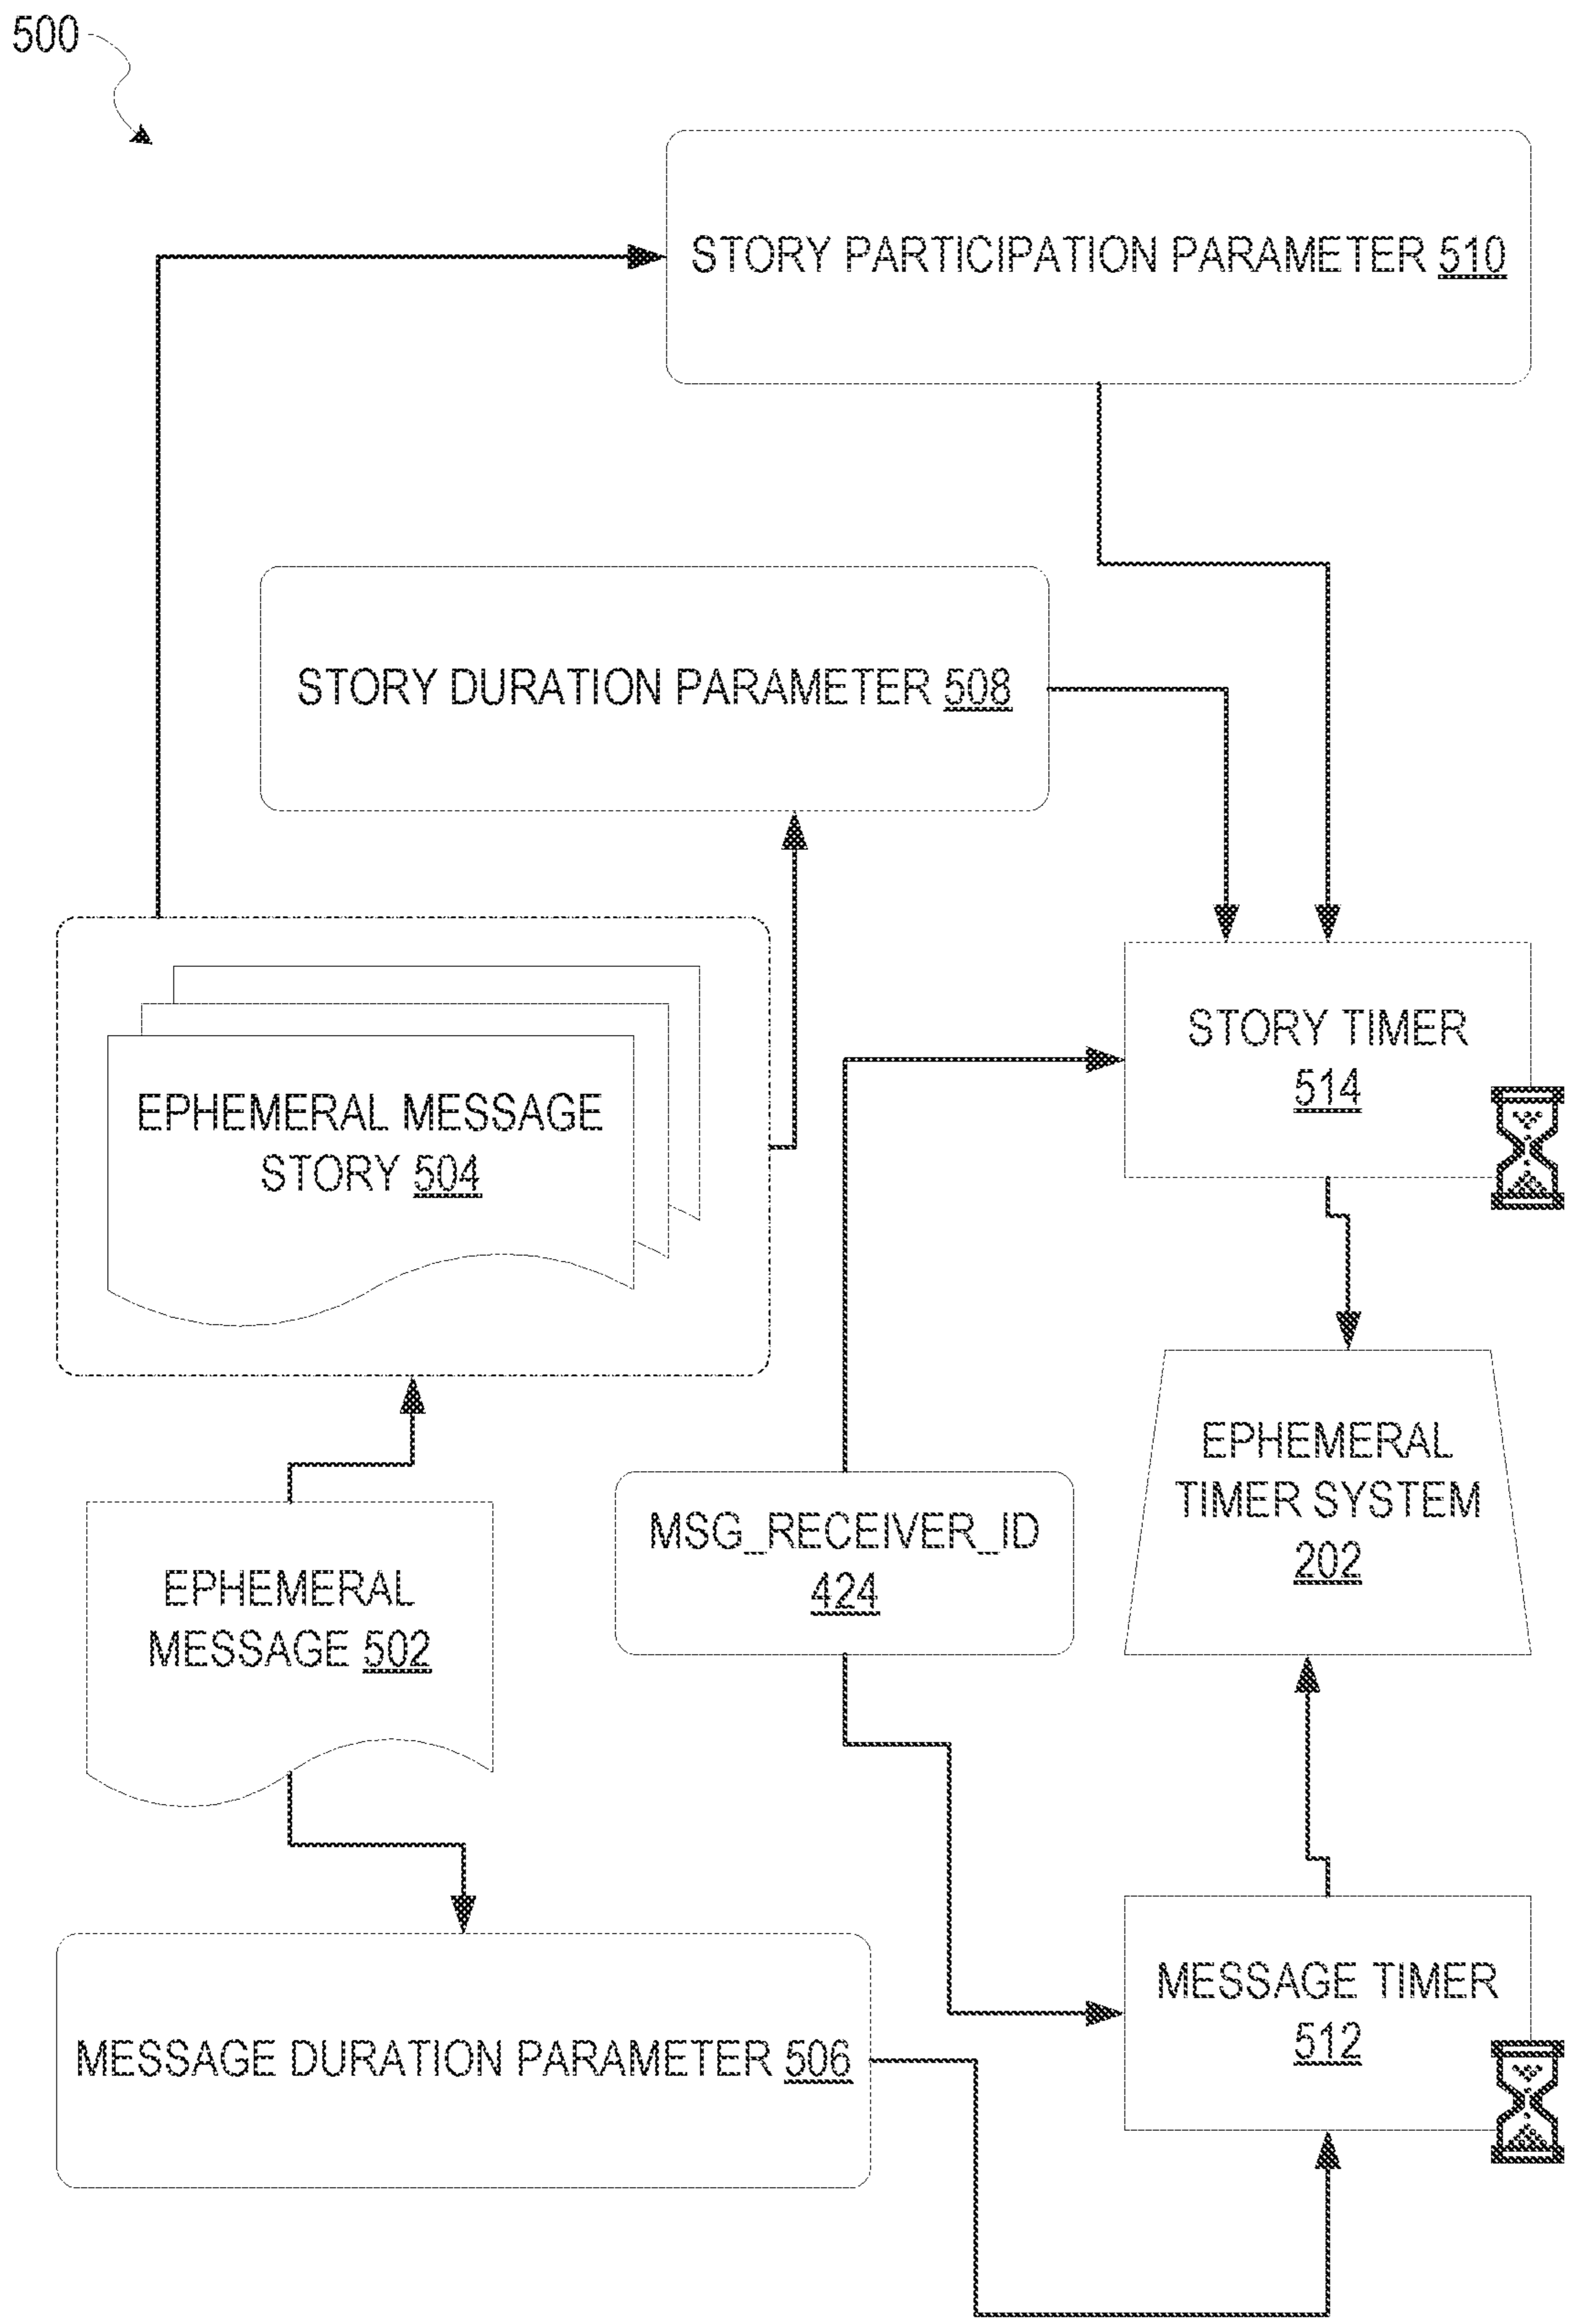 500
STORY PARTICIPATION PARAMETER 510
STORY DURATION PARAMETER 508
EPHEMERAL MESSAGE
STORY 504
STORY TIMER
514
MSG_RECEIVER_ID
424
EPHEMERAL
TIMER SYSTEM
202
EPHEMERAL
MESSAGE 502
MESSAGE DURATION PARAMETER 506
MESSAGE TIMER
512